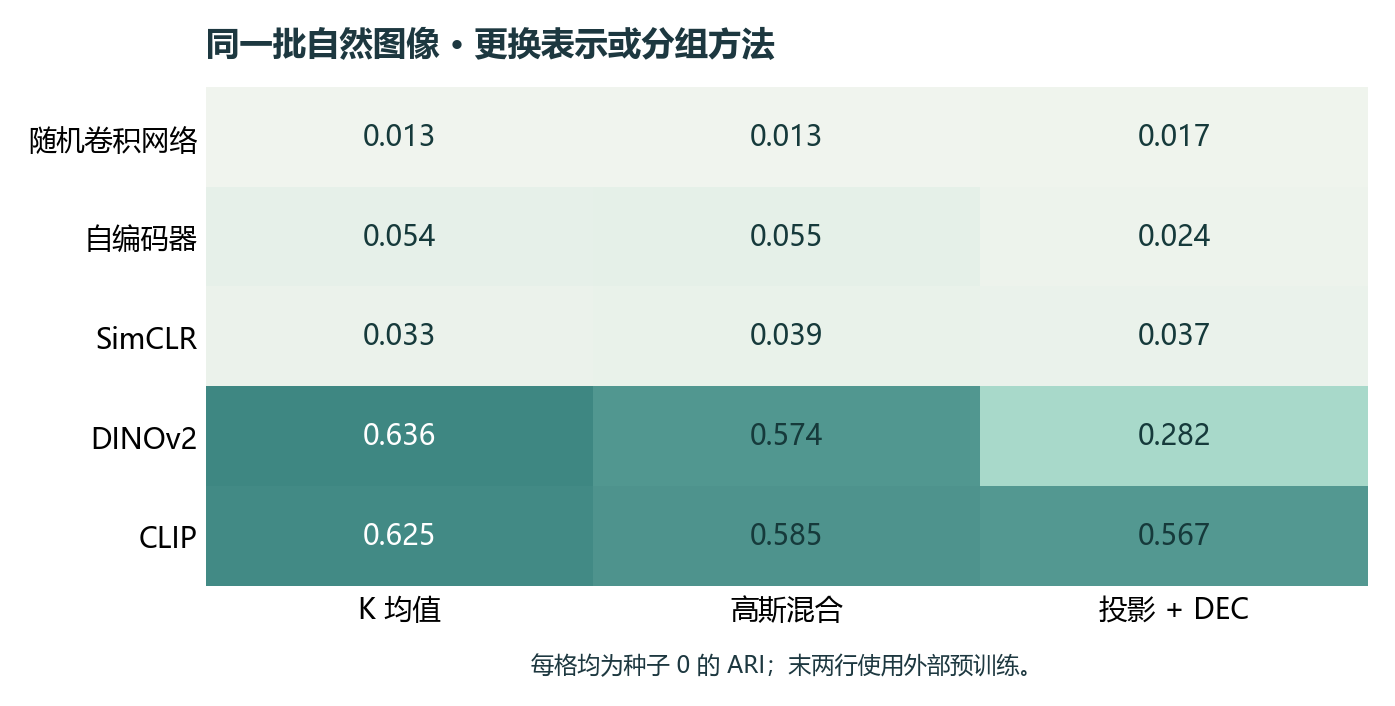 同一批自然图像 • 更换表示或分组方法
随机卷积网络 0.013 0.013 0.017
自编码器 0.054 0.055 0.024
SimCLR 0.033 0.039 0.037
DINOv2 0.636 0.574 0.282
CLIP 0.625 0.585 0.567
K 均值 高斯混合 投影 + DEC
每格均为种子 0 的 ARI；末两行使用外部预训练。